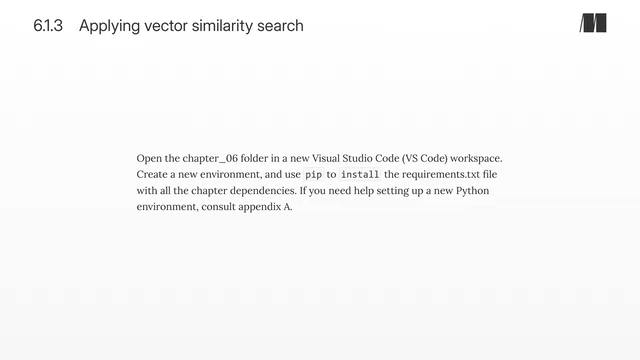 6.1.3 Applying vector similarity search
Open the chapter_06 folder in a new Visual Studio Code (VS Code) workspace.
Create a new environment, and use pip to install the requirements.txt file
with all the chapter dependencies. If you need help setting up a new Python
environment, consult appendix A.